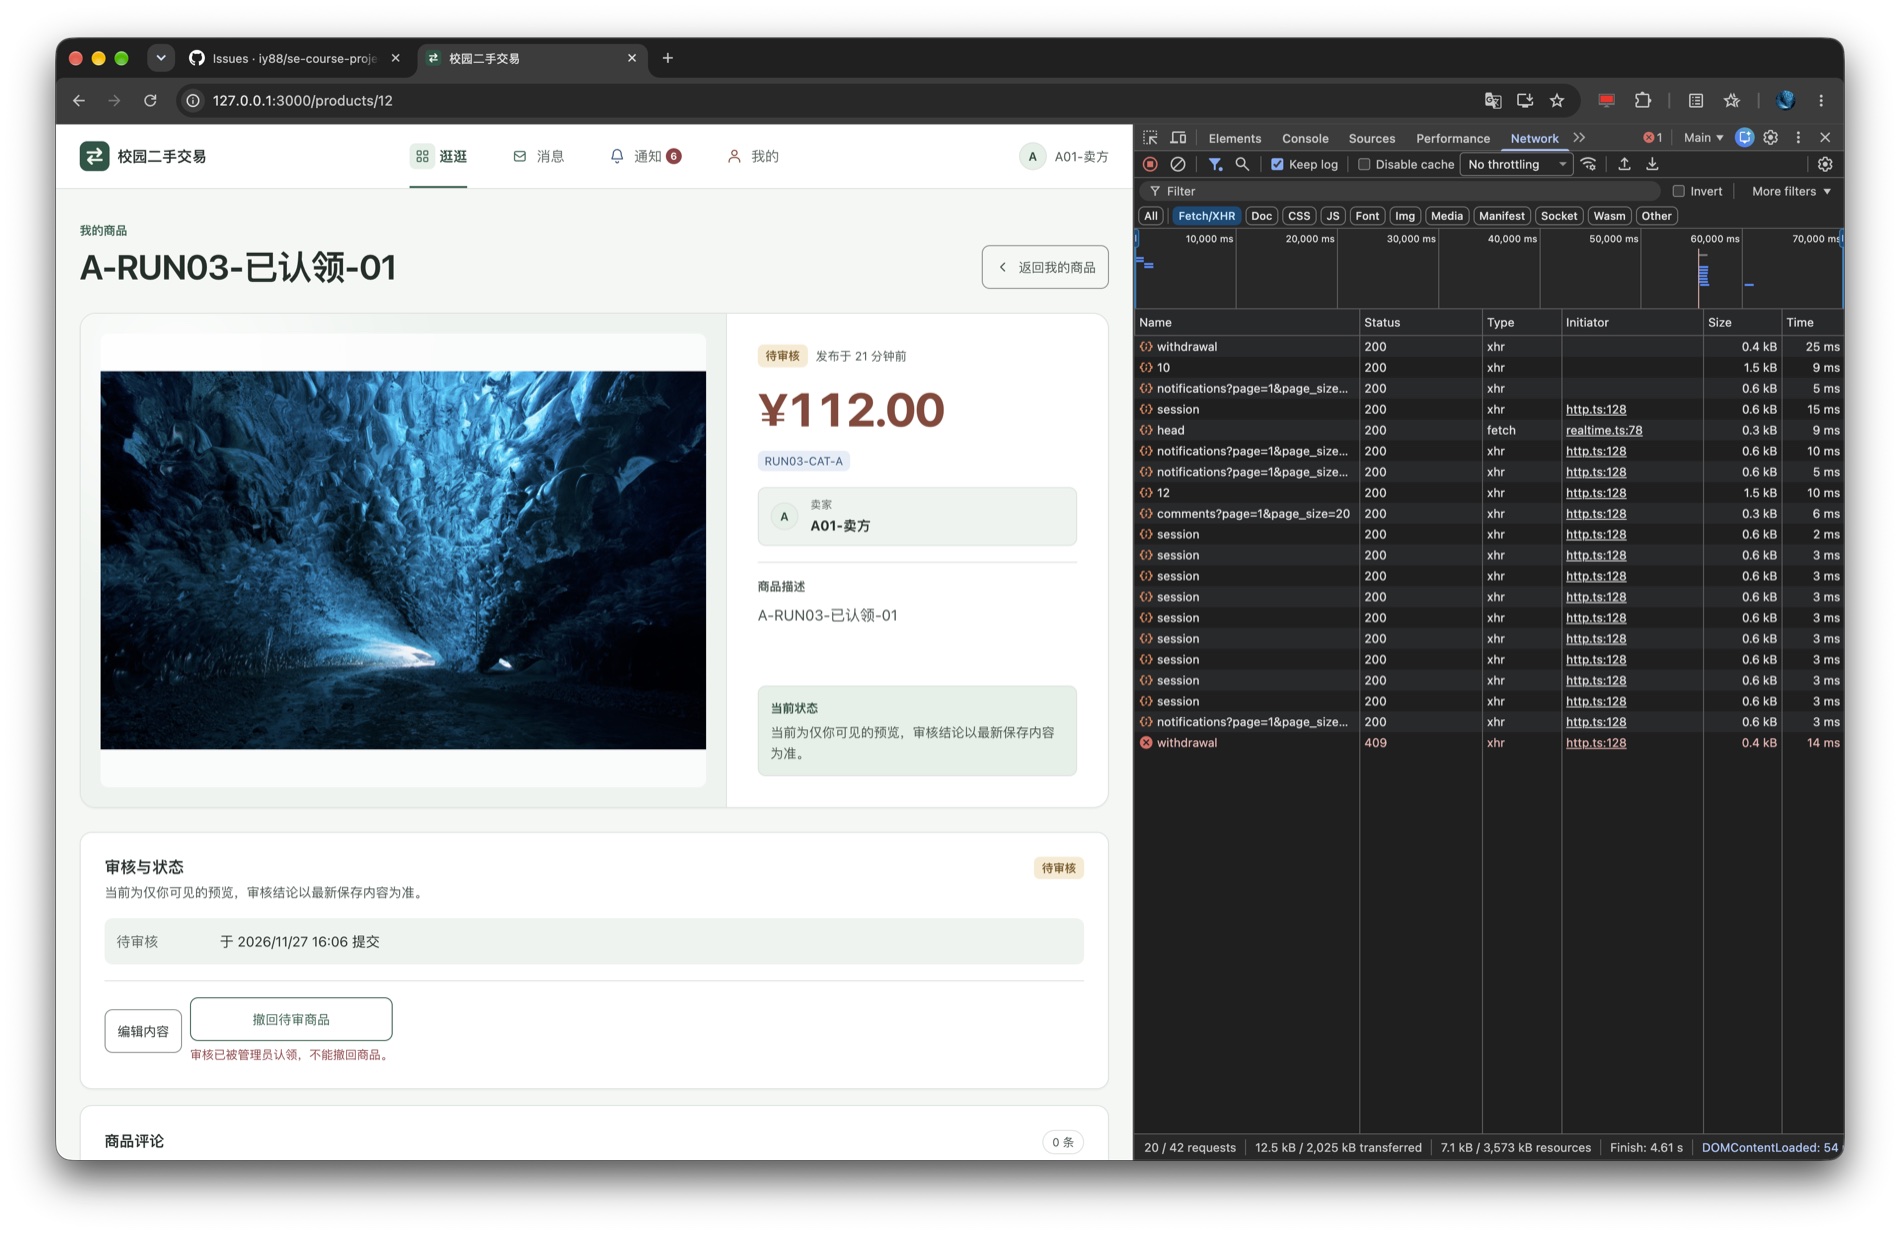 Issues · iy88/se-course-proje
校园二手交易
127.0.0.1:3000/products/12
校园二手交易
逛逛
消息
通知 6
我的
A A01-卖方
我的商品
A-RUN03-已认领-01
返回我的商品
待审核 发布于 21 分钟前
¥112.00
RUN03-CAT-A
A
卖家
A01-卖方
商品描述
A-RUN03-已认领-01
当前状态
当前为仅你可见的预览，审核结论以最新保存内容
为准。
审核与状态
待审核
当前为仅你可见的预览，审核结论以最新保存内容为准。
待审核 于 2026/11/27 16:06 提交
编辑内容
撤回待审商品
审核已被管理员认领，不能撤回商品。
商品评论
0 条
Elements Console Sources Performance Network 1 Main
Keep log Disable cache No throttling
Filter Invert More filters
All Fetch/XHR Doc CSS JS Font Img Media Manifest Socket Wasm Other
10,000 ms 20,000 ms 30,000 ms 40,000 ms 50,000 ms 60,000 ms 70,000 ms
Name Status Type Initiator Size Time
withdrawal 200 xhr 0.4 kB 25 ms
10 200 xhr 1.5 kB 9 ms
notifications?page=1&page_size... 200 xhr 0.6 kB 5 ms
session 200 xhr http.ts:128 0.6 kB 15 ms
head 200 fetch realtime.ts:78 0.3 kB 9 ms
notifications?page=1&page_size... 200 xhr http.ts:128 0.6 kB 10 ms
notifications?page=1&page_size... 200 xhr http.ts:128 0.6 kB 5 ms
12 200 xhr http.ts:128 1.5 kB 10 ms
comments?page=1&page_size=20 200 xhr http.ts:128 0.3 kB 6 ms
session 200 xhr http.ts:128 0.6 kB 2 ms
session 200 xhr http.ts:128 0.6 kB 3 ms
session 200 xhr http.ts:128 0.6 kB 3 ms
session 200 xhr http.ts:128 0.6 kB 3 ms
session 200 xhr http.ts:128 0.6 kB 3 ms
session 200 xhr http.ts:128 0.6 kB 3 ms
session 200 xhr http.ts:128 0.6 kB 3 ms
session 200 xhr http.ts:128 0.6 kB 3 ms
session 200 xhr http.ts:128 0.6 kB 3 ms
notifications?page=1&page_size... 200 xhr http.ts:128 0.6 kB 3 ms
withdrawal 409 xhr http.ts:128 0.4 kB 14 ms
20 / 42 requests 12.5 kB / 2,025 kB transferred 7.1 kB / 3,573 kB resources Finish: 4.61 s DOMContentLoaded: 54